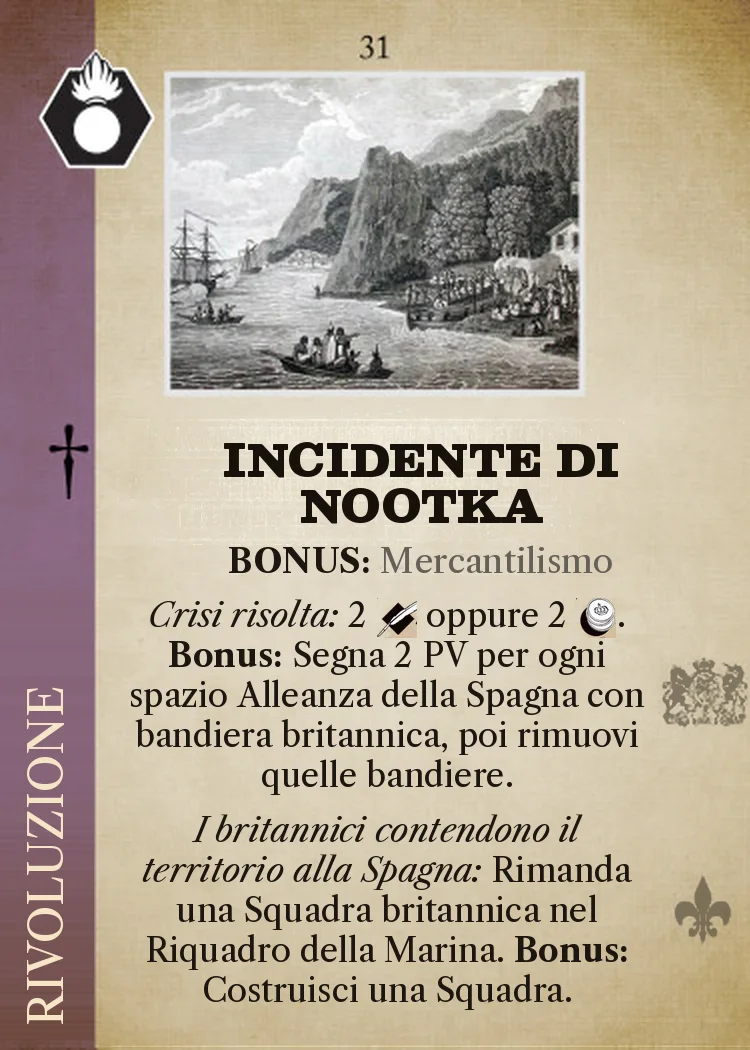 31
INCIDENTE DI
NOOTKA
BONUS: Mercantilismo
Crisi risolta: 2 oppure 2 .
Bonus: Segna 2 PV per ogni
spazio Alleanza della Spagna con
bandiera britannica, poi rimuovi
quelle bandiere.
I britannici contendono il
territorio alla Spagna: Rimanda
una Squadra britannica nel
Riquadro della Marina. Bonus:
Costruisci una Squadra.
RIVOLUZIONE